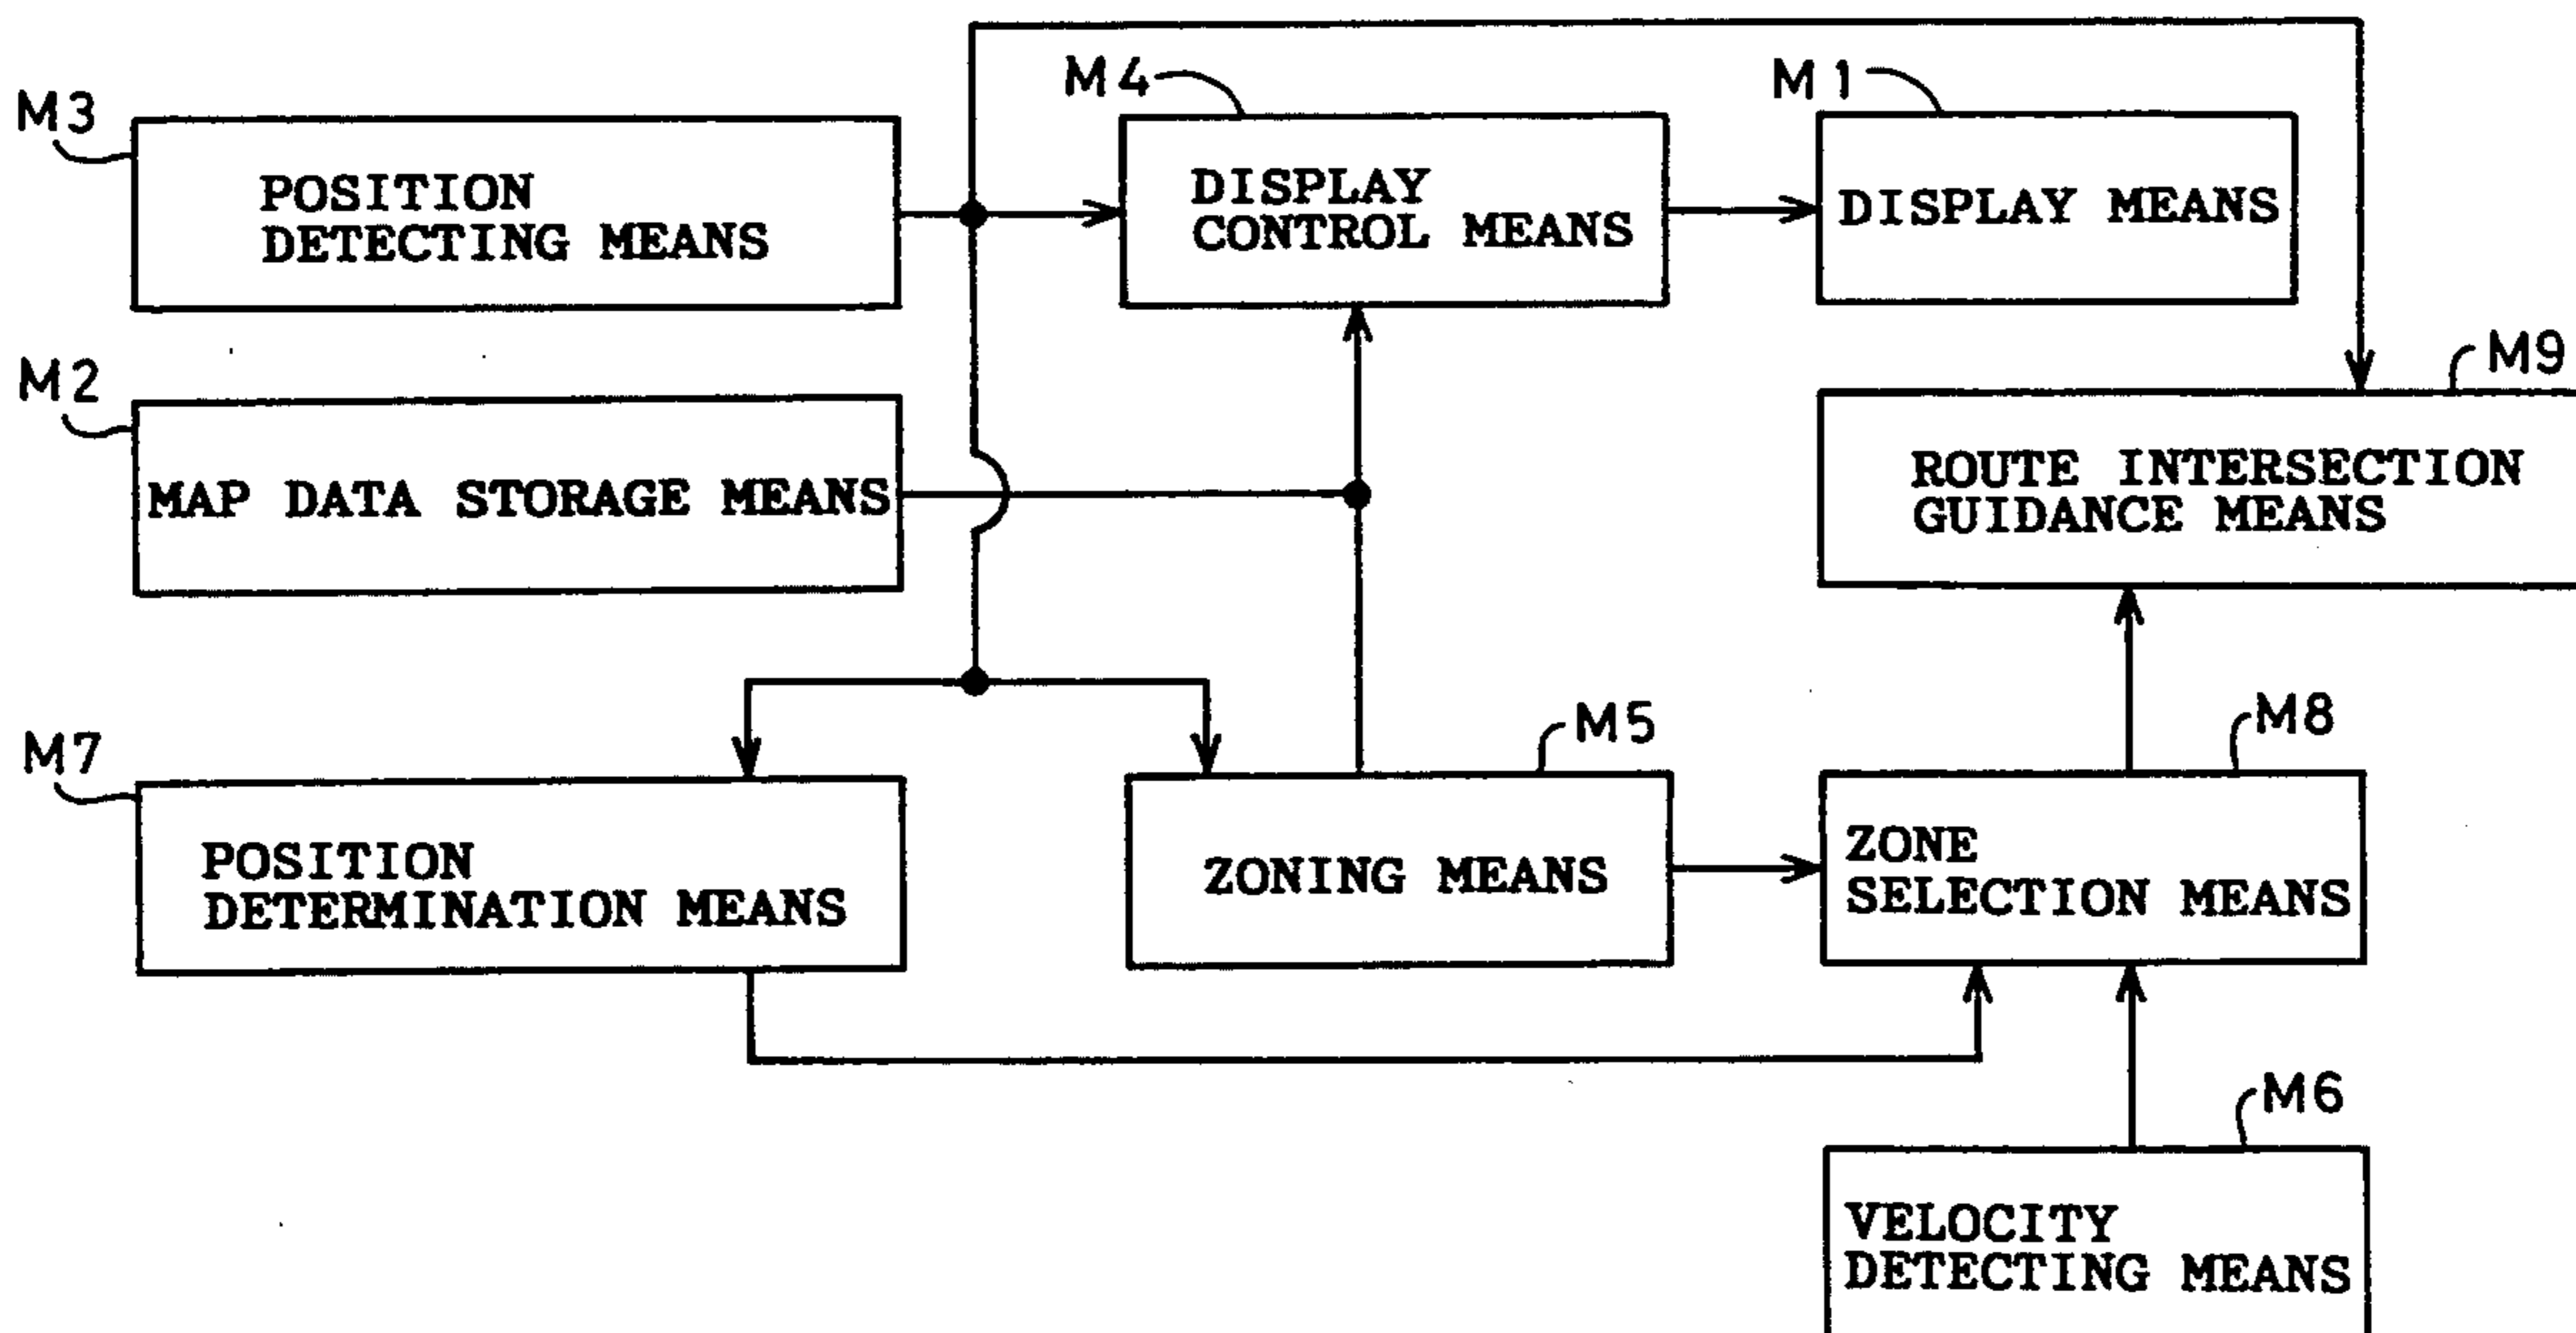 M3
POSITION
DETECTING MEANS
M4
DISPLAY
CONTROL MEANS
M1
DISPLAY MEANS
M2
MAP DATA STORAGE MEANS
M9
ROUTE INTERSECTION
GUIDANCE MEANS
M7
POSITION
DETERMINATION MEANS
M5
ZONING MEANS
M8
ZONE
SELECTION MEANS
M6
VELOCITY
DETECTING MEANS